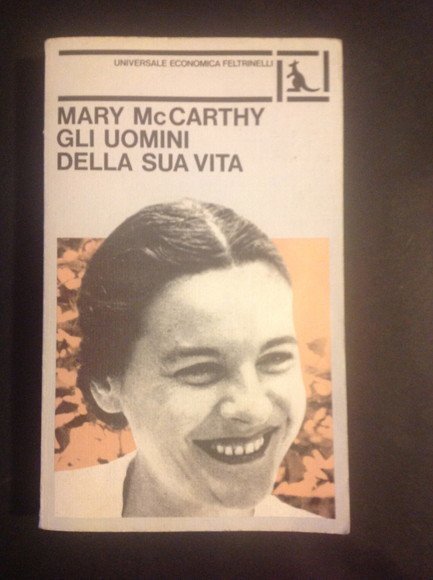 UNIVERSALE ECONOMICA FELTRINELLI
MARY McCARTHY
GLI UOMINI
DELLA SUA VITA